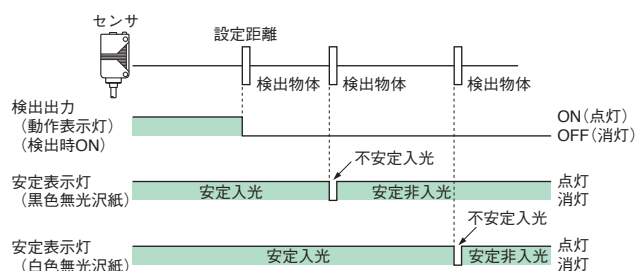 センサ
設定距離
検出物体
検出物体
検出物体
検出出力
（動作表示灯）
（検出時ON）
ON（点灯）
OFF（消灯）
不安定入光
安定表示灯
（黒色無光沢紙）
安定入光
安定非入光
点灯
消灯
不安定入光
安定表示灯
（白色無光沢紙）
安定入光
安定非入光
点灯
消灯